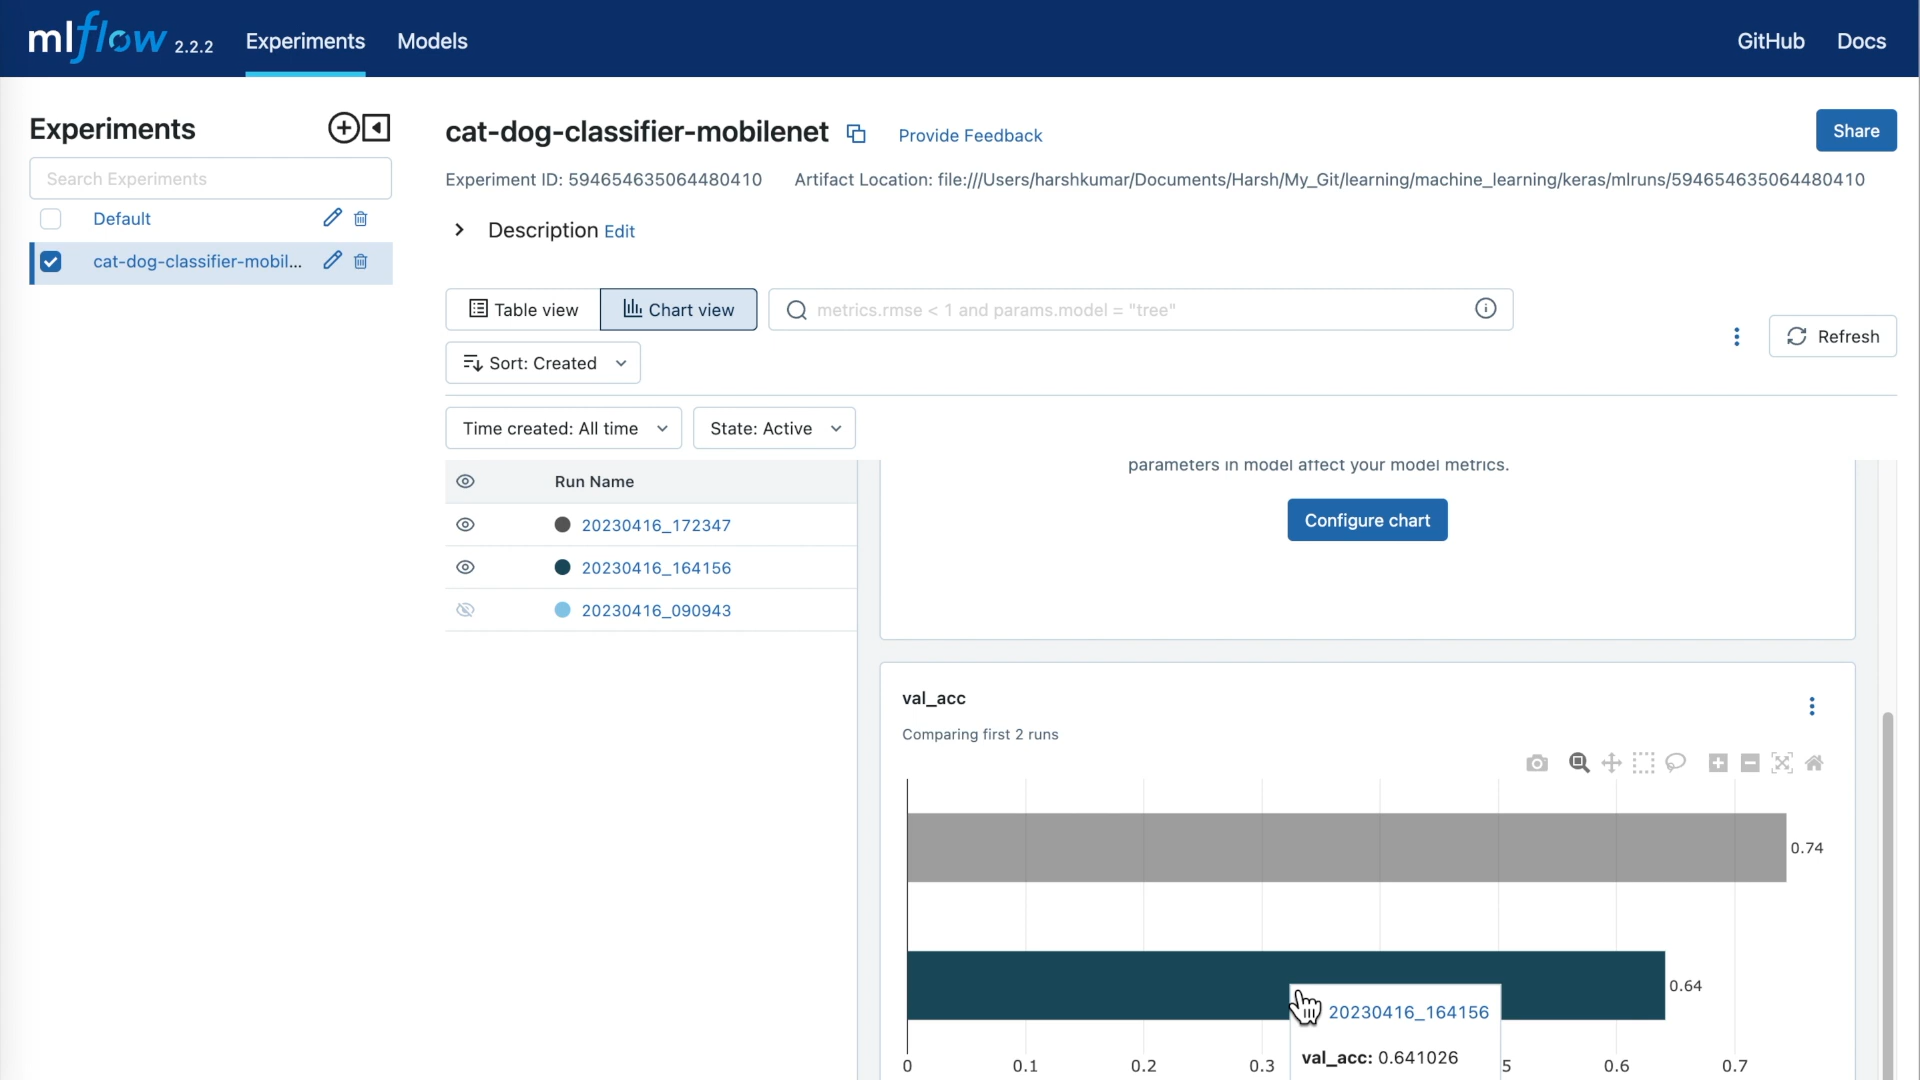 mlflow 2.2.2 Experiments Models GitHub Docs
Experiments
Search Experiments
Default
cat-dog-classifier-mobil...
cat-dog-classifier-mobilenet Provide Feedback
Share
Experiment ID: 594654635064480410 Artifact Location: file:///Users/harshkumar/Documents/Harsh/My_Git/learning/machine_learning/keras/mlruns/594654635064480410
Description Edit
Table view Chart view metrics.rmse < 1 and params.model = "tree"
Refresh
Sort: Created
Time created: All time State: Active
Run Name
20230416_172347
20230416_164156
20230416_090943
parameters in model affect your model metrics.
Configure chart
val_acc
Comparing first 2 runs
0.74
0.64
20230416_164156
val_acc: 0.641026
0 0.1 0.2 0.3 5 0.6 0.7